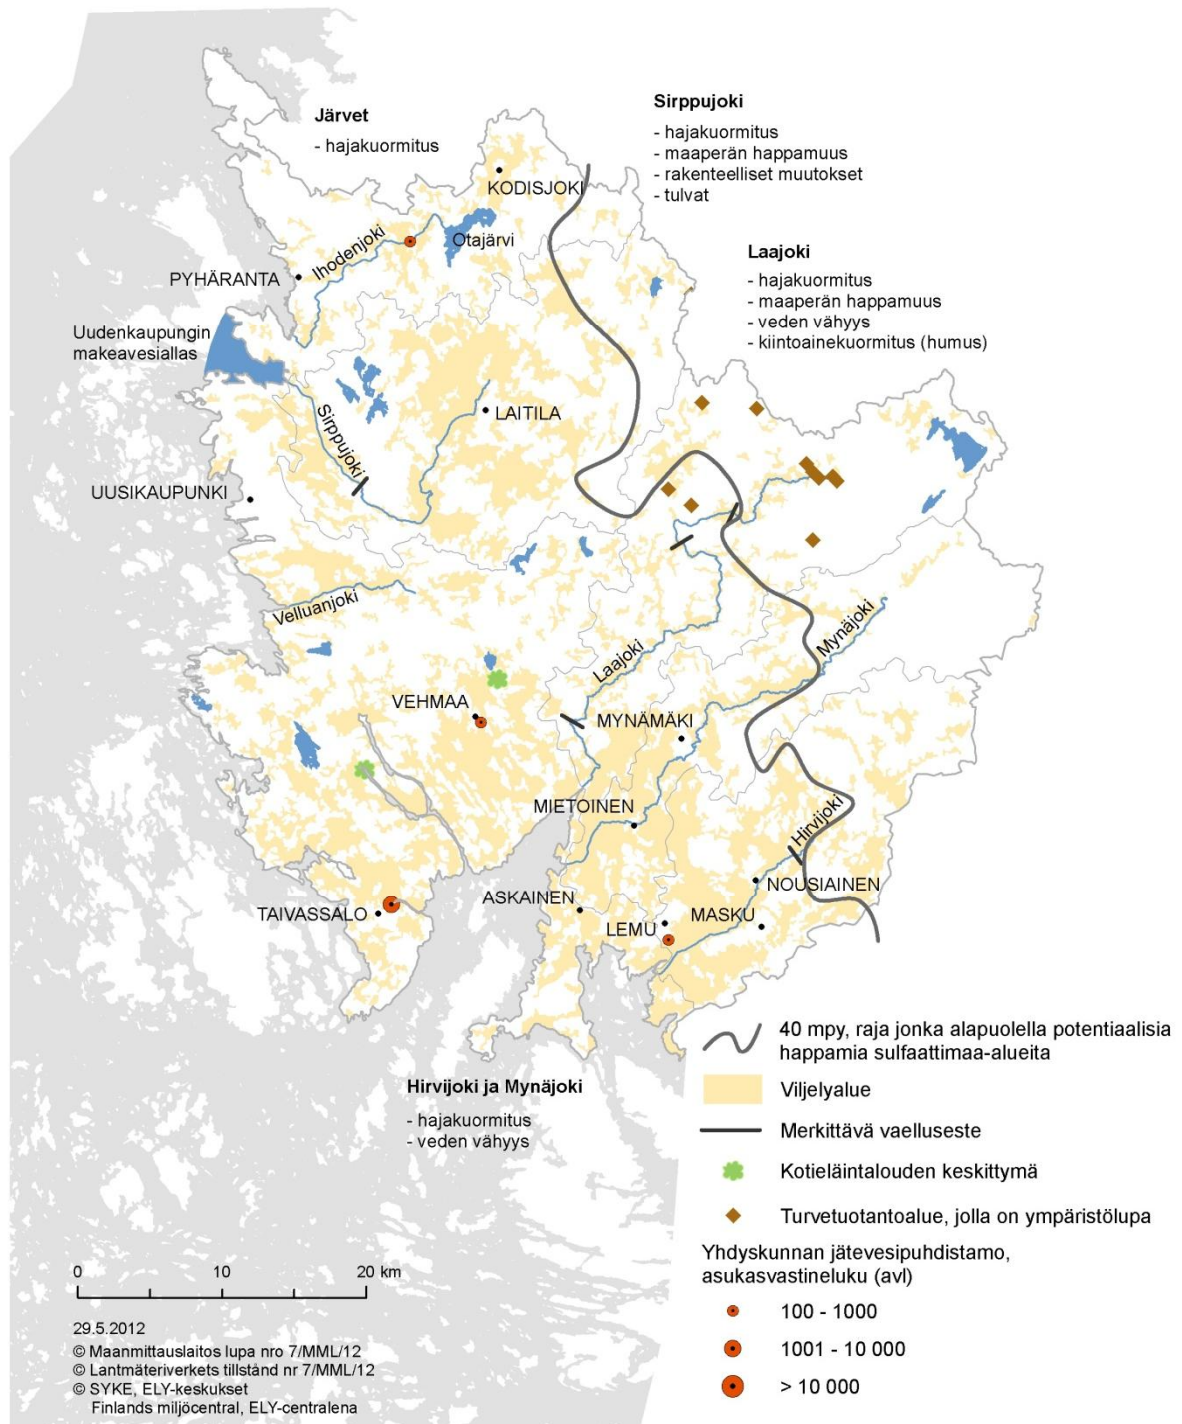 Järvet
- hajakuormitus
Sirppujoki
- hajakuormitus
- maaperän happamuus
- rakenteelliset muutokset
- tulvat
Laajoki
- hajakuormitus
- maaperän happamuus
- veden vähyys
- kiintoainekuormitus (humus)
KODISJOKI
Otajärvi
Ihodenjoki
PYHÄRANTA
Uudenkaupungin
makeavesiallas
LAITILA
Sirppujoki
UUSIKAUPUNKI
Velluanjoki
Mynäjoki
Laajoki
VEHMAA
MYNÄMÄKI
MIETOINEN
Hirvijoki
NOUSIAINEN
ASKAINEN
MASKU
LEMU
TAIVASSALO
Hirvijoki ja Mynäjoki
- hajakuormitus
- veden vähyys
40 mpy, raja jonka alapuolella potentiaalisia
happamia sulfaattimaa-alueita
Viljelyalue
Merkittävä vaelluseste
Kotieläintalouden keskittymä
Turvetuotantoalue, jolla on ympäristölupa
Yhdyskunnan jätevesipuhdistamo,
asukasvastineluku (avl)
100 - 1000
1001 - 10 000
> 10 000
0 10 20 km
29.5.2012
© Maanmittauslaitos lupa nro 7/MML/12
© Lantmäteriverkets tillstånd nr 7/MML/12
© SYKE, ELY-keskukset
Finlands miljöcentral, ELY-centralena